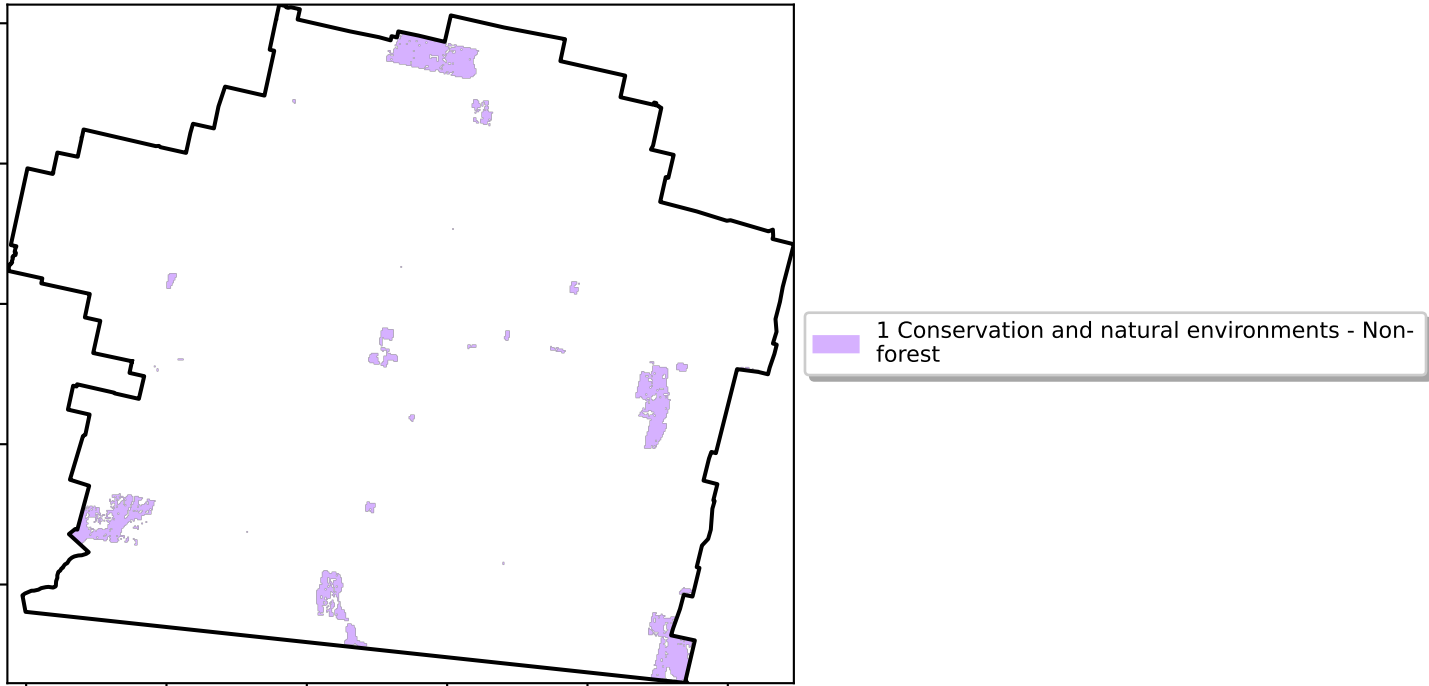 1 Conservation and natural environments - Non-
forest